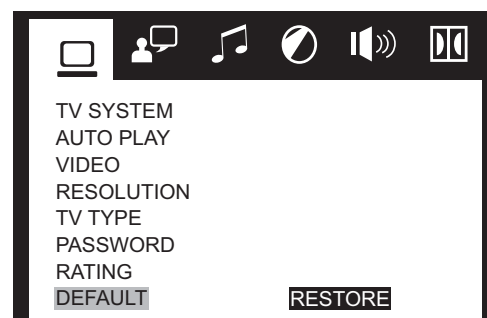 TV SYSTEM
AUTO PLAY
VIDEO
RESOLUTION
TV TYPE
PASSWORD
RATING
DEFAULT RESTORE